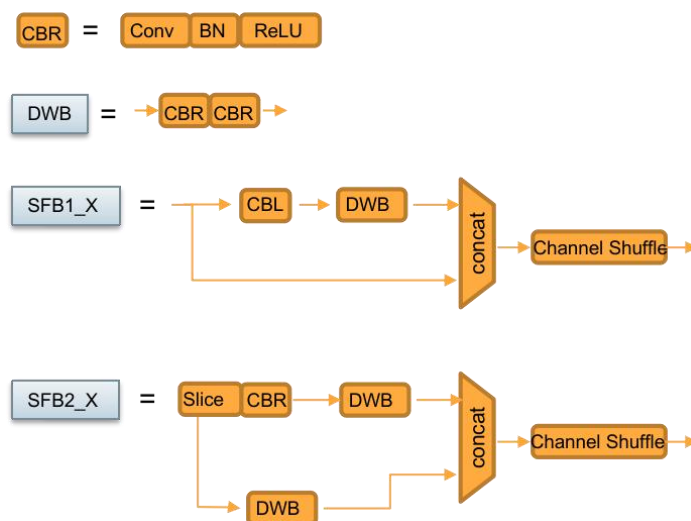 CBR = Conv BN ReLU
DWB = CBR CBR
SFB1_X = CBL DWB concat Channel Shuffle
SFB2_X = Slice CBR DWB concat Channel Shuffle
DWB